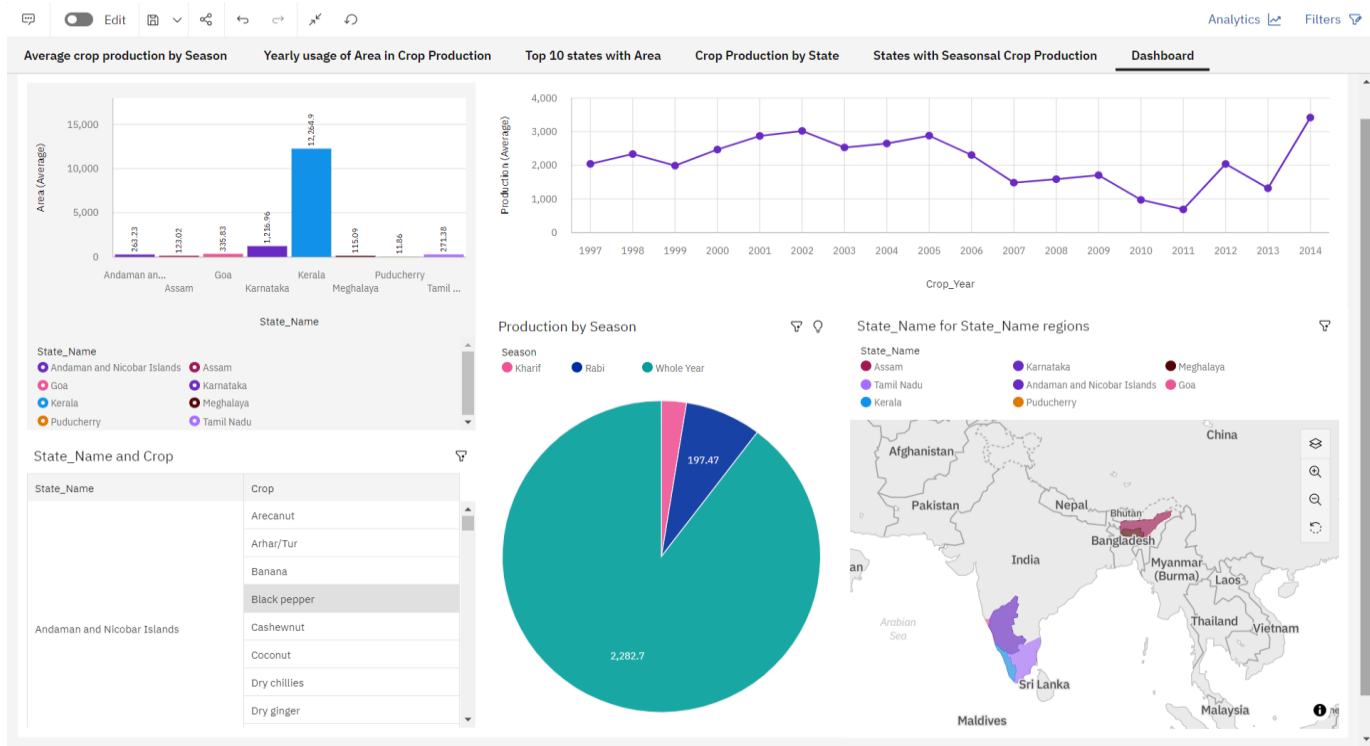 Edit
Analytics
Filters
Average crop production by Season
Yearly usage of Area in Crop Production
Top 10 states with Area
Crop Production by State
States with Seasonsal Crop Production
Dashboard
Area (Average)
15,000
10,000
5,000
0
263.23
123.02
335.83
1,216.96
12,264.9
115.09
11.86
271.38
Andaman an...
Goa
Kerala
Puducherry
Assam
Karnataka
Meghalaya
Tamil ...
State_Name
State_Name
Andaman and Nicobar Islands
Assam
Goa
Karnataka
Kerala
Meghalaya
Puducherry
Tamil Nadu
Production (Average)
4,000
3,000
2,000
1,000
0
1997 1998 1999 2000 2001 2002 2003 2004 2005 2006 2007 2008 2009 2010 2011 2012 2013 2014
Crop_Year
State_Name and Crop
State_Name
Crop
Andaman and Nicobar Islands
Arecanut
Arhar/Tur
Banana
Black pepper
Cashewnut
Coconut
Dry chillies
Dry ginger
Production by Season
Season
Kharif
Rabi
Whole Year
197.47
2,282.7
State_Name for State_Name regions
State_Name
Assam
Karnataka
Meghalaya
Tamil Nadu
Andaman and Nicobar Islands
Goa
Kerala
Puducherry
China
Afghanistan
Pakistan
Nepal
Bhutan
Bangladesh
India
Myanmar
(Burma)
Laos
Arabian
Sea
Thailand
Vietnam
Sri Lanka
Malaysia
Maldives